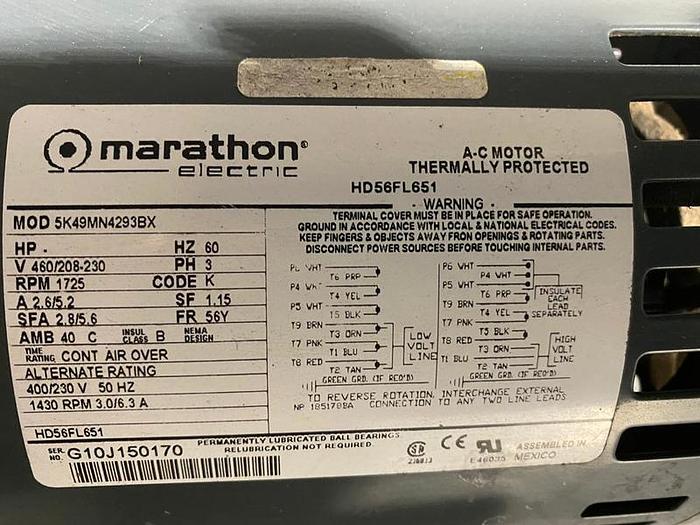 marathon®
electric
A-C MOTOR
THERMALLY PROTECTED
HD56FL651
WARNING
TERMINAL COVER MUST BE IN PLACE FOR SAFE OPERATION.
GROUND IN ACCORDANCE WITH LOCAL & NATIONAL ELECTRICAL CODES.
KEEP FINGERS & OBJECTS AWAY FROM OPENINGS & ROTATING PARTS.
DISCONNECT POWER SOURCES BEFORE TOUCHING INTERNAL PARTS.
MOD 5K49MN4293BX
HP - HZ 60
V 460/208-230 PH 3
RPM 1725 CODE K
A 2.6/5.2 SF 1.15
SFA 2.8/5.6 FR 56Y
AMB 40 C INSUL CLASS B NEMA DESIGN
TIME RATING CONT AIR OVER
ALTERNATE RATING
400/230 V 50 HZ
1430 RPM 3.0/6.3 A
HD56FL651
SER. NO. G10J150170
P6 WHT
T6 PRP
P4 WHT
T4 YEL
P5 WHT
T5 BLK
T9 BRN
T3 ORN
T7 PNK
T1 BLU
T8 RED
T2 TAN
LOW
VOLT
LINE
GREEN GRD. (IF REQ'D)
P6 WHT
P4 WHT
P5 WHT
T6 PRP
T9 BRN
T4 YEL
T7 PNK
T5 BLK
T8 RED
T3 ORN
T1 BLU
T2 TAN
INSULATE
EACH
LEAD
SEPARATELY
HIGH
VOLT
LINE
GREEN GRD. (IF REQ'D)
TO REVERSE ROTATION, INTERCHANGE EXTERNAL
NP 185178BA CONNECTION TO ANY TWO LINE LEADS
PERMANENTLY LUBRICATED BALL BEARINGS.
RELUBRICATION NOT REQUIRED.
CE
E46035
ASSEMBLED IN
MEXICO